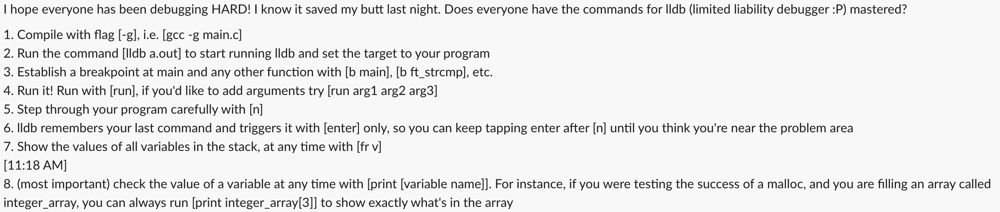 I hope everyone has been debugging HARD! I know it saved my butt last night. Does everyone have the commands for lldb (limited liability debugger :P) mastered?
1. Compile with flag [-g], i.e. [gcc -g main.c]
2. Run the command [lldb a.out] to start running lldb and set the target to your program
3. Establish a breakpoint at main and any other function with [b main], [b ft_strcmp], etc.
4. Run it! Run with [run], if you'd like to add arguments try [run arg1 arg2 arg3]
5. Step through your program carefully with [n]
6. lldb remembers your last command and triggers it with [enter] only, so you can keep tapping enter after [n] until you think you're near the problem area
7. Show the values of all variables in the stack, at any time with [fr v]
[11:18 AM]
8. (most important) check the value of a variable at any time with [print [variable name]]. For instance, if you were testing the success of a malloc, and you are filling an array called
integer_array, you can always run [print integer_array[3]] to show exactly what's in the array